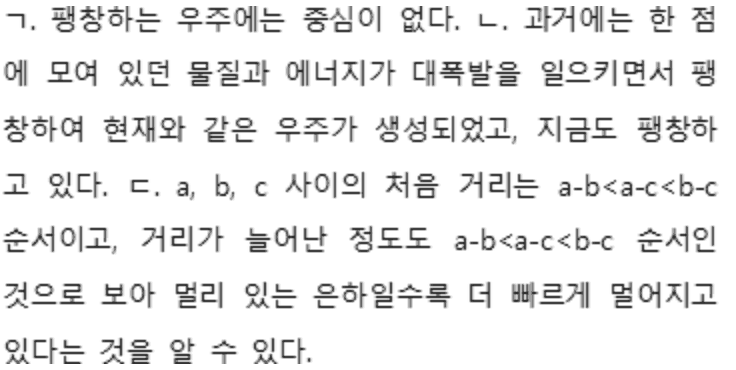 ㄱ. 팽창하는 우주에는 중심이 없다. ㄴ. 과거에는 한 점
에 모여 있던 물질과 에너지가 대폭발을 일으키면서 팽
창하여 현재와 같은 우주가 생성되었고, 지금도 팽창하
고 있다. ㄷ. a, b, c 사이의 처음 거리는 a-b<a-c<b-c
순서이고, 거리가 늘어난 정도도 a-b<a-c<b-c 순서인
것으로 보아 멀리 있는 은하일수록 더 빠르게 멀어지고
있다는 것을 알 수 있다.